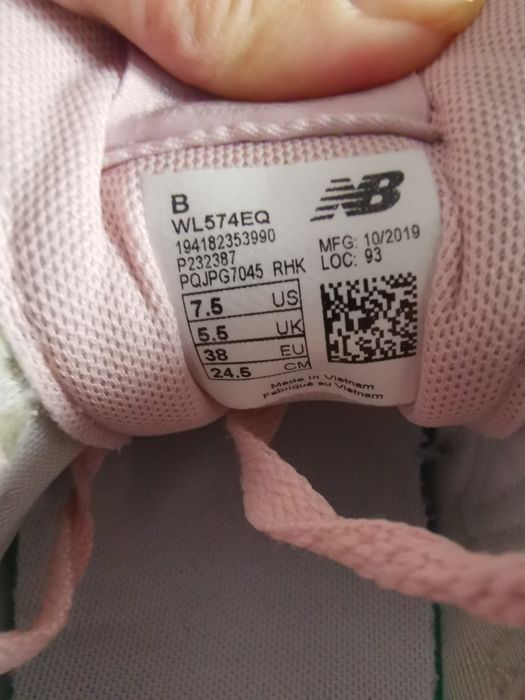 B
WL574EQ
194182353990
P232387
PQJPG7045 RHK
NB
MFG: 10/2019
LOC: 93
7.5 US
5.5 UK
38 EU
24.5 CM
Made in Vietnam
Fabriqué au Vietnam